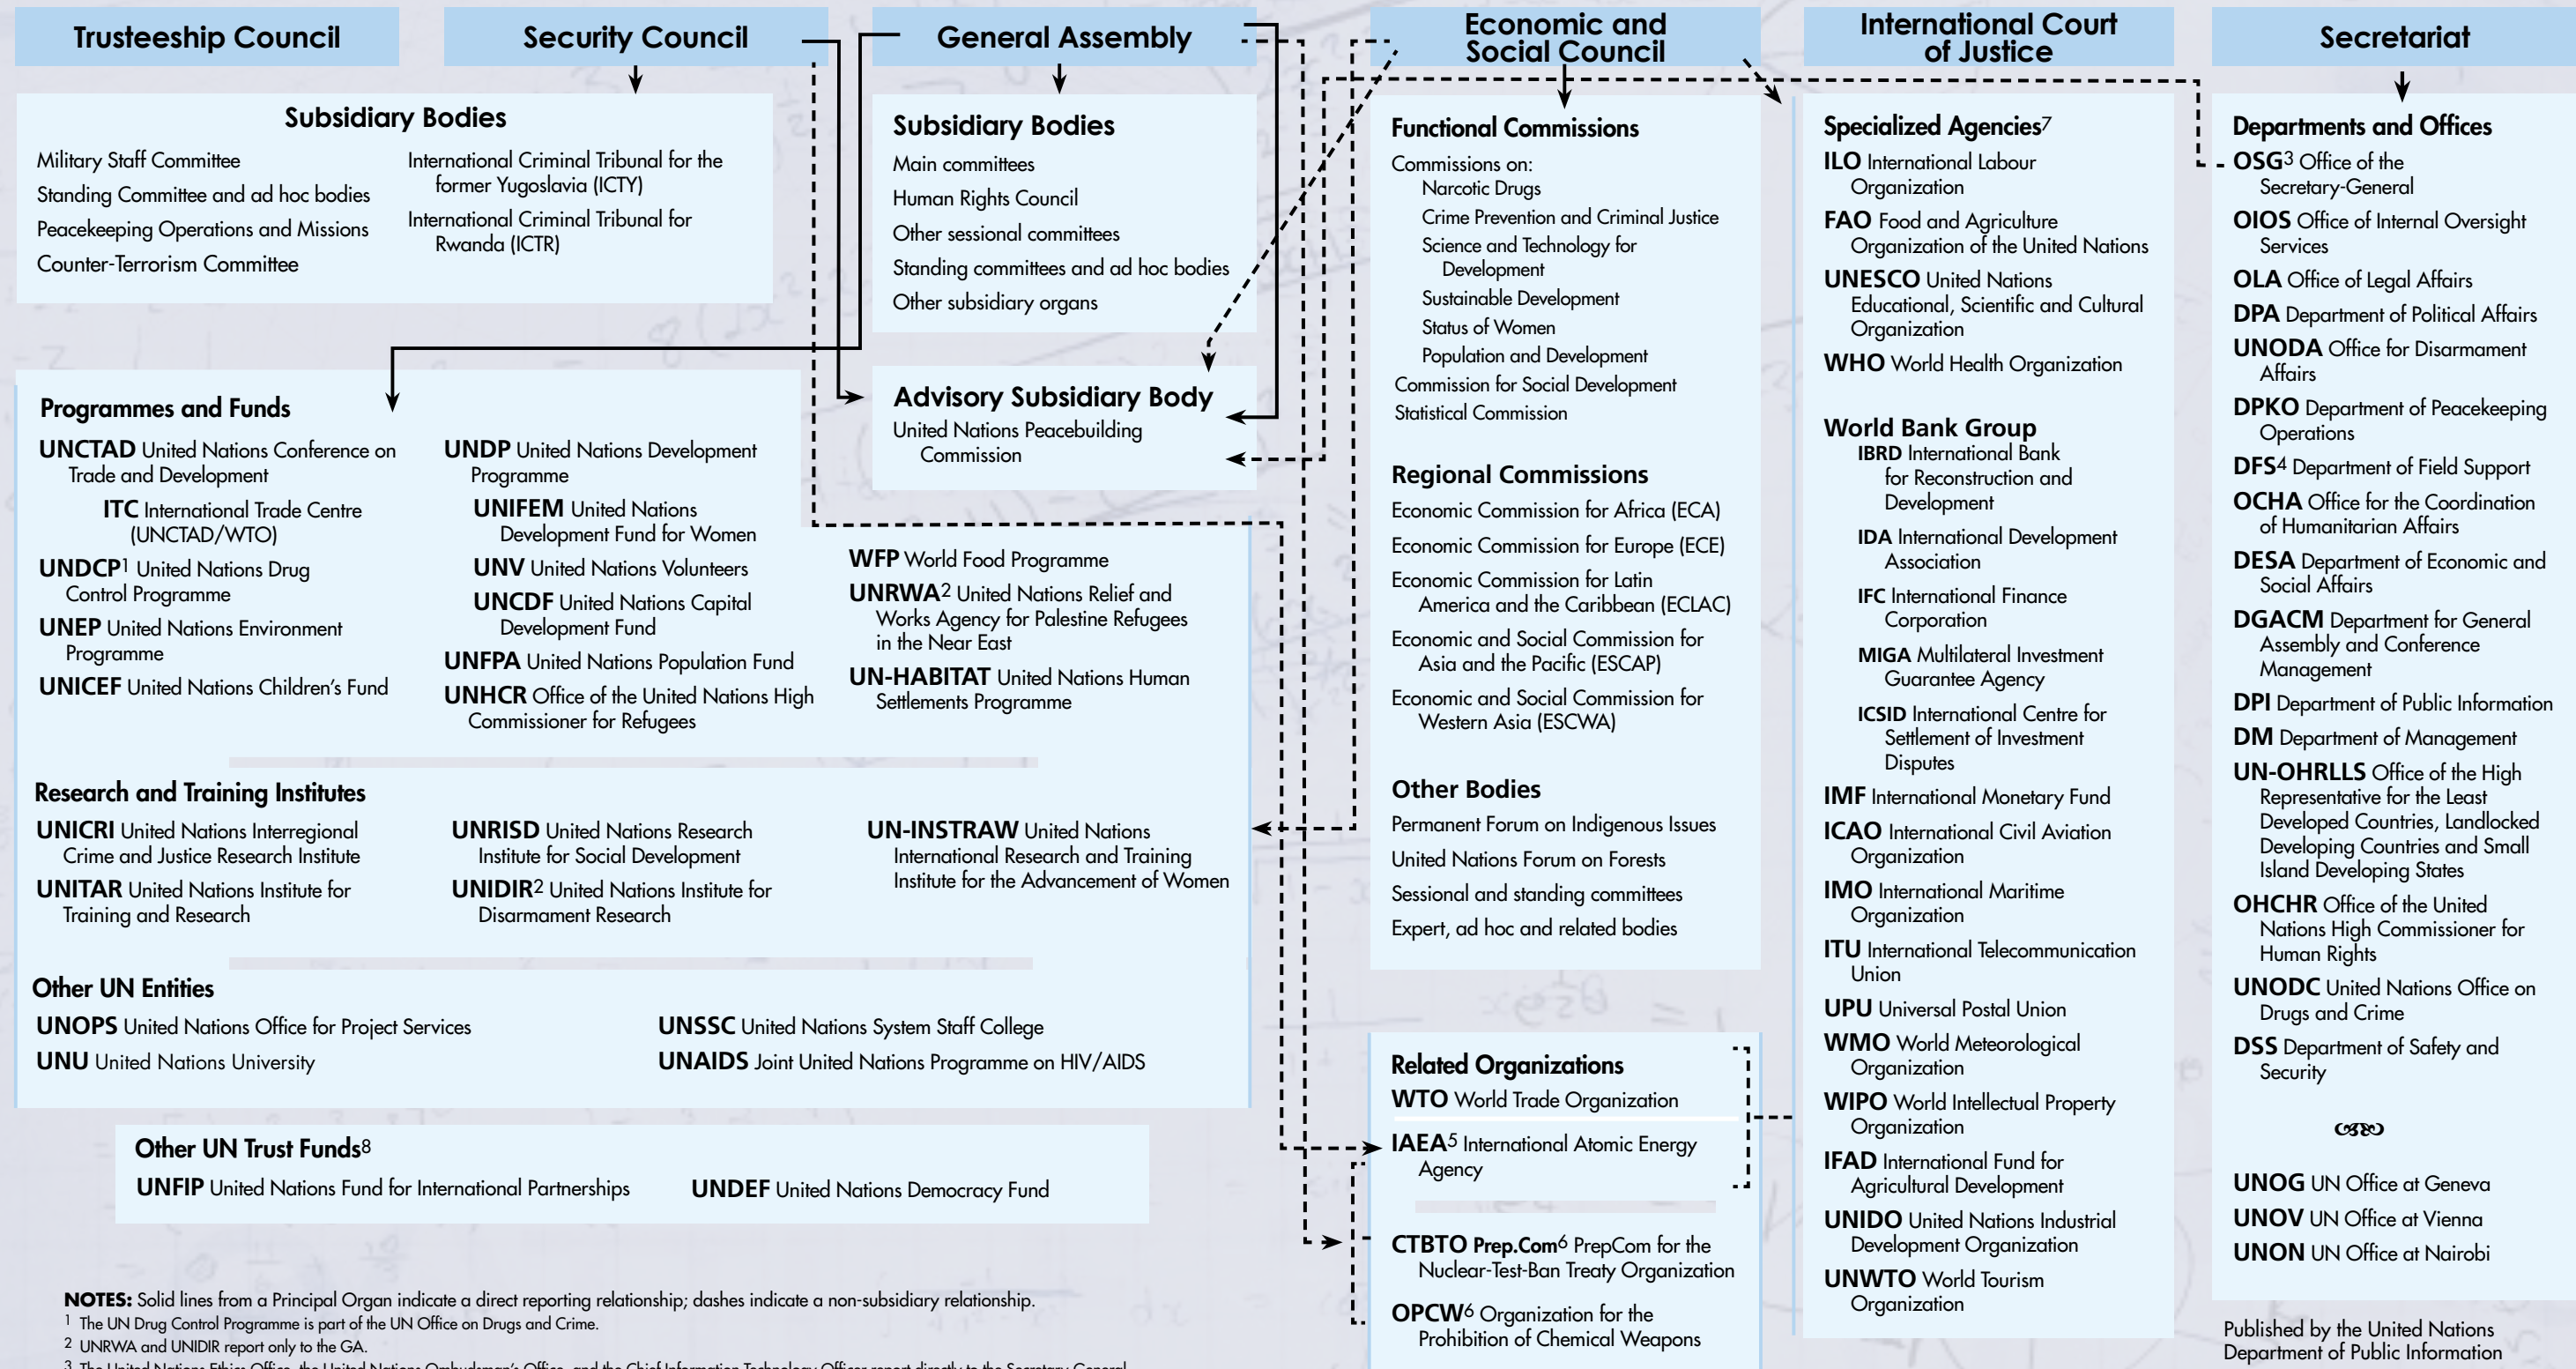 Trusteeship Council
Security Council
General Assembly
Economic and
Social Council
International Court
of Justice
Secretariat
Subsidiary Bodies
Military Staff Committee
Standing Committee and ad hoc bodies
Peacekeeping Operations and Missions
Counter-Terrorism Committee
International Criminal Tribunal for the
former Yugoslavia (ICTY)
International Criminal Tribunal for
Rwanda (ICTR)
Subsidiary Bodies
Main committees
Human Rights Council
Other sessional committees
Standing committees and ad hoc bodies
Other subsidiary organs
Advisory Subsidiary Body
United Nations Peacebuilding
Commission
Programmes and Funds
UNCTAD United Nations Conference on
Trade and Development
ITC International Trade Centre
(UNCTAD/WTO)
UNDCP1 United Nations Drug
Control Programme
UNEP United Nations Environment
Programme
UNICEF United Nations Children's Fund
UNDP United Nations Development
Programme
UNIFEM United Nations
Development Fund for Women
UNV United Nations Volunteers
UNCDF United Nations Capital
Development Fund
UNFPA United Nations Population Fund
UNHCR Office of the United Nations High
Commissioner for Refugees
WFP World Food Programme
UNRWA2 United Nations Relief and
Works Agency for Palestine Refugees
in the Near East
UN-HABITAT United Nations Human
Settlements Programme
Research and Training Institutes
UNICRI United Nations Interregional
Crime and Justice Research Institute
UNITAR United Nations Institute for
Training and Research
UNRISD United Nations Research
Institute for Social Development
UNIDIR2 United Nations Institute for
Disarmament Research
UN-INSTRAW United Nations
International Research and Training
Institute for the Advancement of Women
Other UN Entities
UNOPS United Nations Office for Project Services
UNU United Nations University
UNSSC United Nations System Staff College
UNAIDS Joint United Nations Programme on HIV/AIDS
Other UN Trust Funds8
UNFIP United Nations Fund for International Partnerships
UNDEF United Nations Democracy Fund
Functional Commissions
Commissions on:
Narcotic Drugs
Crime Prevention and Criminal Justice
Science and Technology for
Development
Sustainable Development
Status of Women
Population and Development
Commission for Social Development
Statistical Commission
Regional Commissions
Economic Commission for Africa (ECA)
Economic Commission for Europe (ECE)
Economic Commission for Latin
America and the Caribbean (ECLAC)
Economic and Social Commission for
Asia and the Pacific (ESCAP)
Economic and Social Commission for
Western Asia (ESCWA)
Other Bodies
Permanent Forum on Indigenous Issues
United Nations Forum on Forests
Sessional and standing committees
Expert, ad hoc and related bodies
Related Organizations
WTO World Trade Organization
IAEA5 International Atomic Energy
Agency
CTBTO Prep.Com6 PrepCom for the
Nuclear-Test-Ban Treaty Organization
OPCW6 Organization for the
Prohibition of Chemical Weapons
Specialized Agencies7
ILO International Labour
Organization
FAO Food and Agriculture
Organization of the United Nations
UNESCO United Nations
Educational, Scientific and Cultural
Organization
WHO World Health Organization
World Bank Group
IBRD International Bank
for Reconstruction and
Development
IDA International Development
Association
IFC International Finance
Corporation
MIGA Multilateral Investment
Guarantee Agency
ICSID International Centre for
Settlement of Investment
Disputes
IMF International Monetary Fund
ICAO International Civil Aviation
Organization
IMO International Maritime
Organization
ITU International Telecommunication
Union
UPU Universal Postal Union
WMO World Meteorological
Organization
WIPO World Intellectual Property
Organization
IFAD International Fund for
Agricultural Development
UNIDO United Nations Industrial
Development Organization
UNWTO World Tourism
Organization
Departments and Offices
OSG3 Office of the
Secretary-General
OIOS Office of Internal Oversight
Services
OLA Office of Legal Affairs
DPA Department of Political Affairs
UNODA Office for Disarmament
Affairs
DPKO Department of Peacekeeping
Operations
DFS4 Department of Field Support
OCHA Office for the Coordination
of Humanitarian Affairs
DESA Department of Economic and
Social Affairs
DGACM Department for General
Assembly and Conference
Management
DPI Department of Public Information
DM Department of Management
UN-OHRLLS Office of the High
Representative for the Least
Developed Countries, Landlocked
Developing Countries and Small
Island Developing States
OHCHR Office of the United
Nations High Commissioner for
Human Rights
UNODC United Nations Office on
Drugs and Crime
DSS Department of Safety and
Security
UNOG UN Office at Geneva
UNOV UN Office at Vienna
UNON UN Office at Nairobi
Published by the United Nations
Department of Public Information
NOTES: Solid lines from a Principal Organ indicate a direct reporting relationship; dashes indicate a non-subsidiary relationship.
1 The UN Drug Control Programme is part of the UN Office on Drugs and Crime.
2 UNRWA and UNIDIR report only to the GA.
3 The United Nations Ethics Office, the United Nations Ombudsman's Office, and the Chief Information Technology Officer report directly to the Secretary-General.